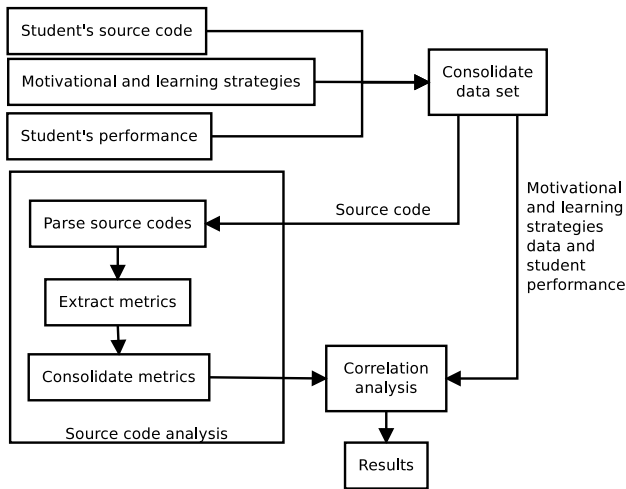 Student's source code
Motivational and learning strategies
Student's performance
Consolidate
data set
Source code
Motivational
and learning
strategies
data and
student
performance
Parse source codes
Extract metrics
Consolidate metrics
Source code analysis
Correlation
analysis
Results